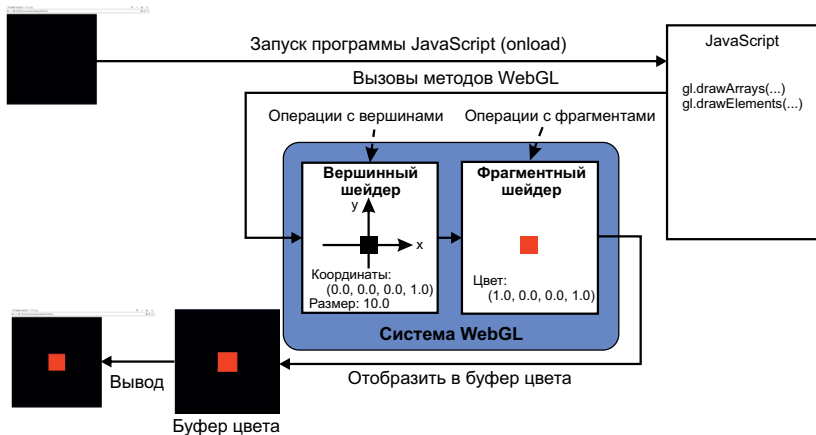 Запуск программы JavaScript (onload)
JavaScript
Вызовы методов WebGL
gl.drawArrays(...)
gl.drawElements(...)
Операции с вершинами
Операции с фрагментами
Вершинный
шейдер
y
x
Координаты:
(0.0, 0.0, 0.0, 1.0)
Размер: 10.0
Фрагментный
шейдер
Цвет:
(1.0, 0.0, 0.0, 1.0)
Система WebGL
Отобразить в буфер цвета
Вывод
Буфер цвета